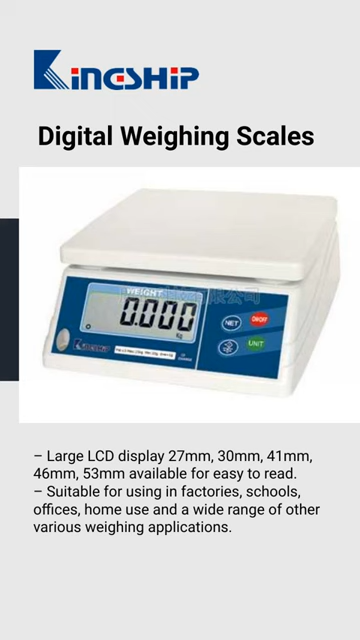 KINGSHIP
Digital Weighing Scales
WEIGHT
0.000
Kg
NET
ON/OFF
UNIT
KINGSHIP
– Large LCD display 27mm, 30mm, 41mm,
46mm, 53mm available for easy to read.
– Suitable for using in factories, schools,
offices, home use and a wide range of other
various weighing applications.